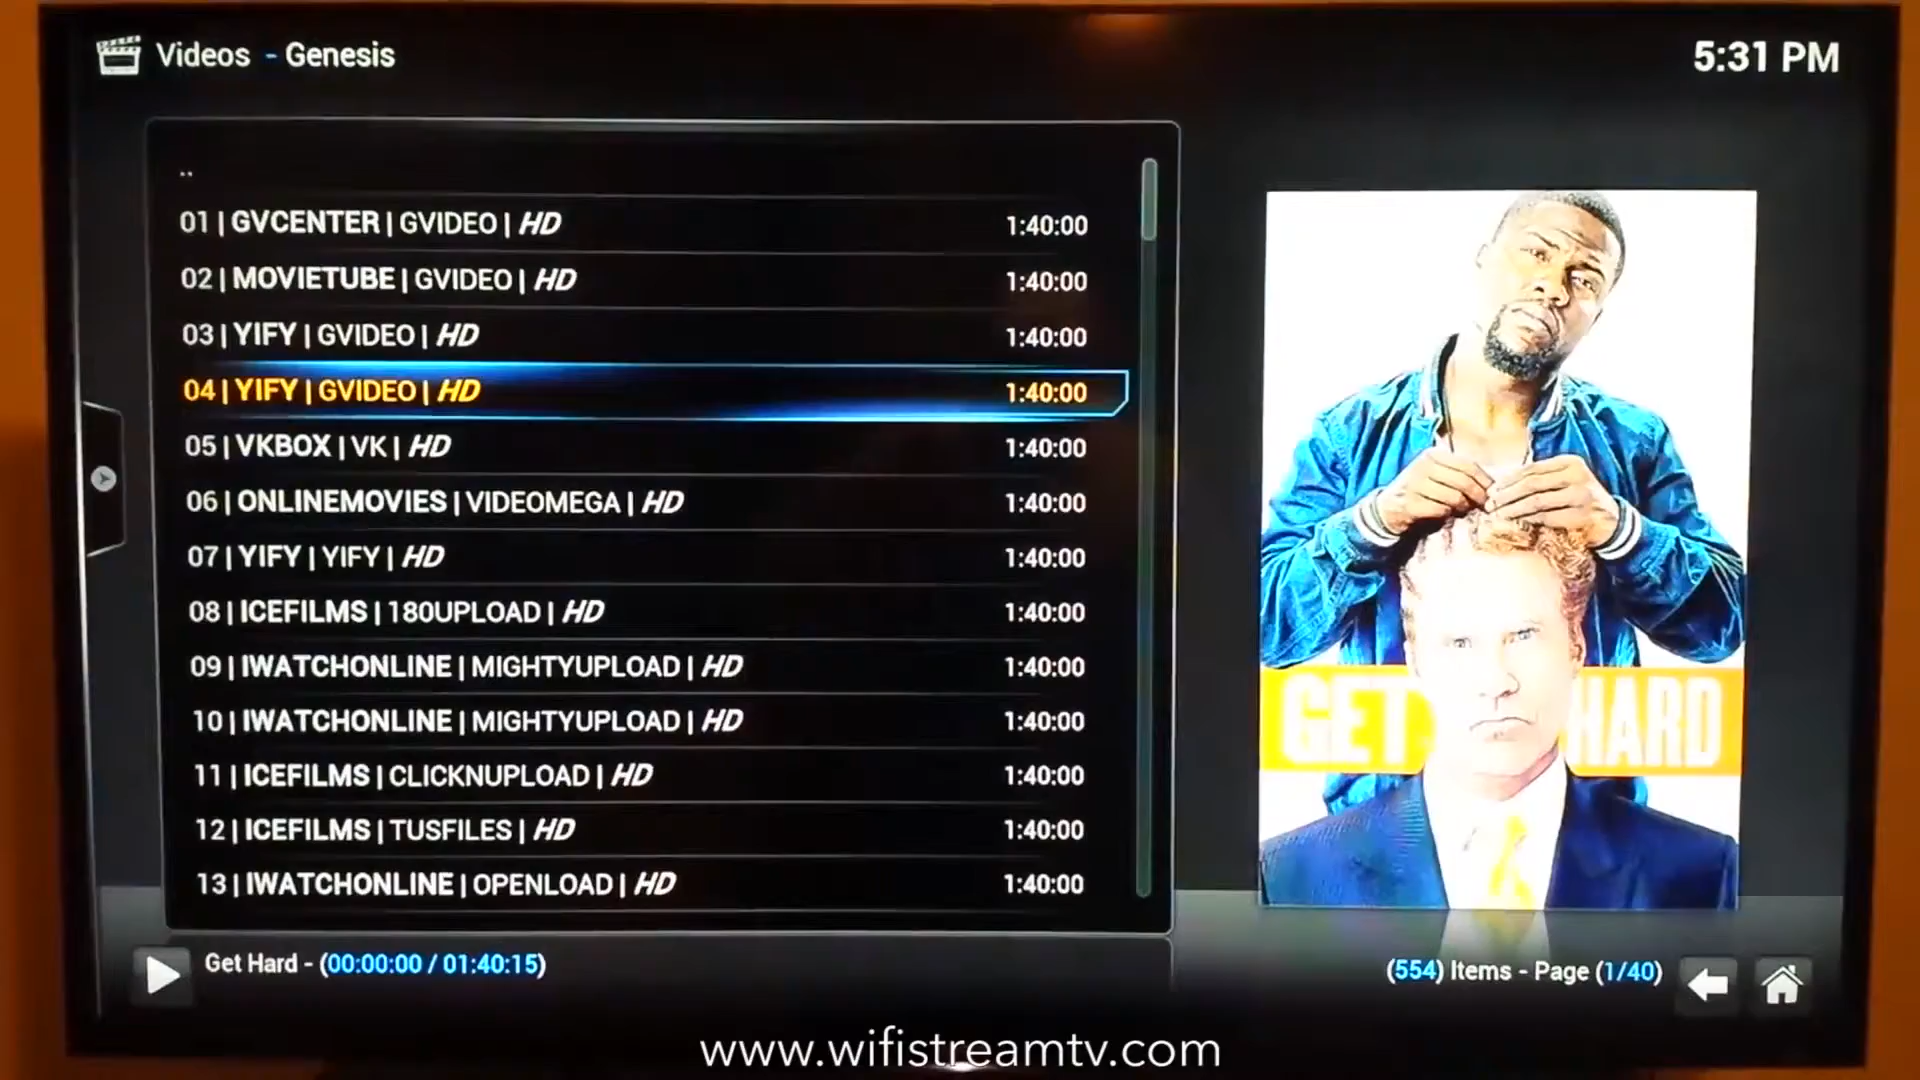 Videos - Genesis
5:31 PM
..
01 | GVCENTER | GVIDEO | HD 1:40:00
02 | MOVIETUBE | GVIDEO | HD 1:40:00
03 | YIFY | GVIDEO | HD 1:40:00
04 | YIFY | GVIDEO | HD 1:40:00
05 | VKBOX | VK | HD 1:40:00
06 | ONLINEMOVIES | VIDEOMEGA | HD 1:40:00
07 | YIFY | YIFY | HD 1:40:00
08 | ICEFILMS | 180UPLOAD | HD 1:40:00
09 | IWATCHONLINE | MIGHTYUPLOAD | HD 1:40:00
10 | IWATCHONLINE | MIGHTYUPLOAD | HD 1:40:00
11 | ICEFILMS | CLICKNUPLOAD | HD 1:40:00
12 | ICEFILMS | TUSFILES | HD 1:40:00
13 | IWATCHONLINE | OPENLOAD | HD 1:40:00
GET HARD
Get Hard - (00:00:00 / 01:40:15)
(554) Items - Page (1/40)
www.wifistreamtv.com